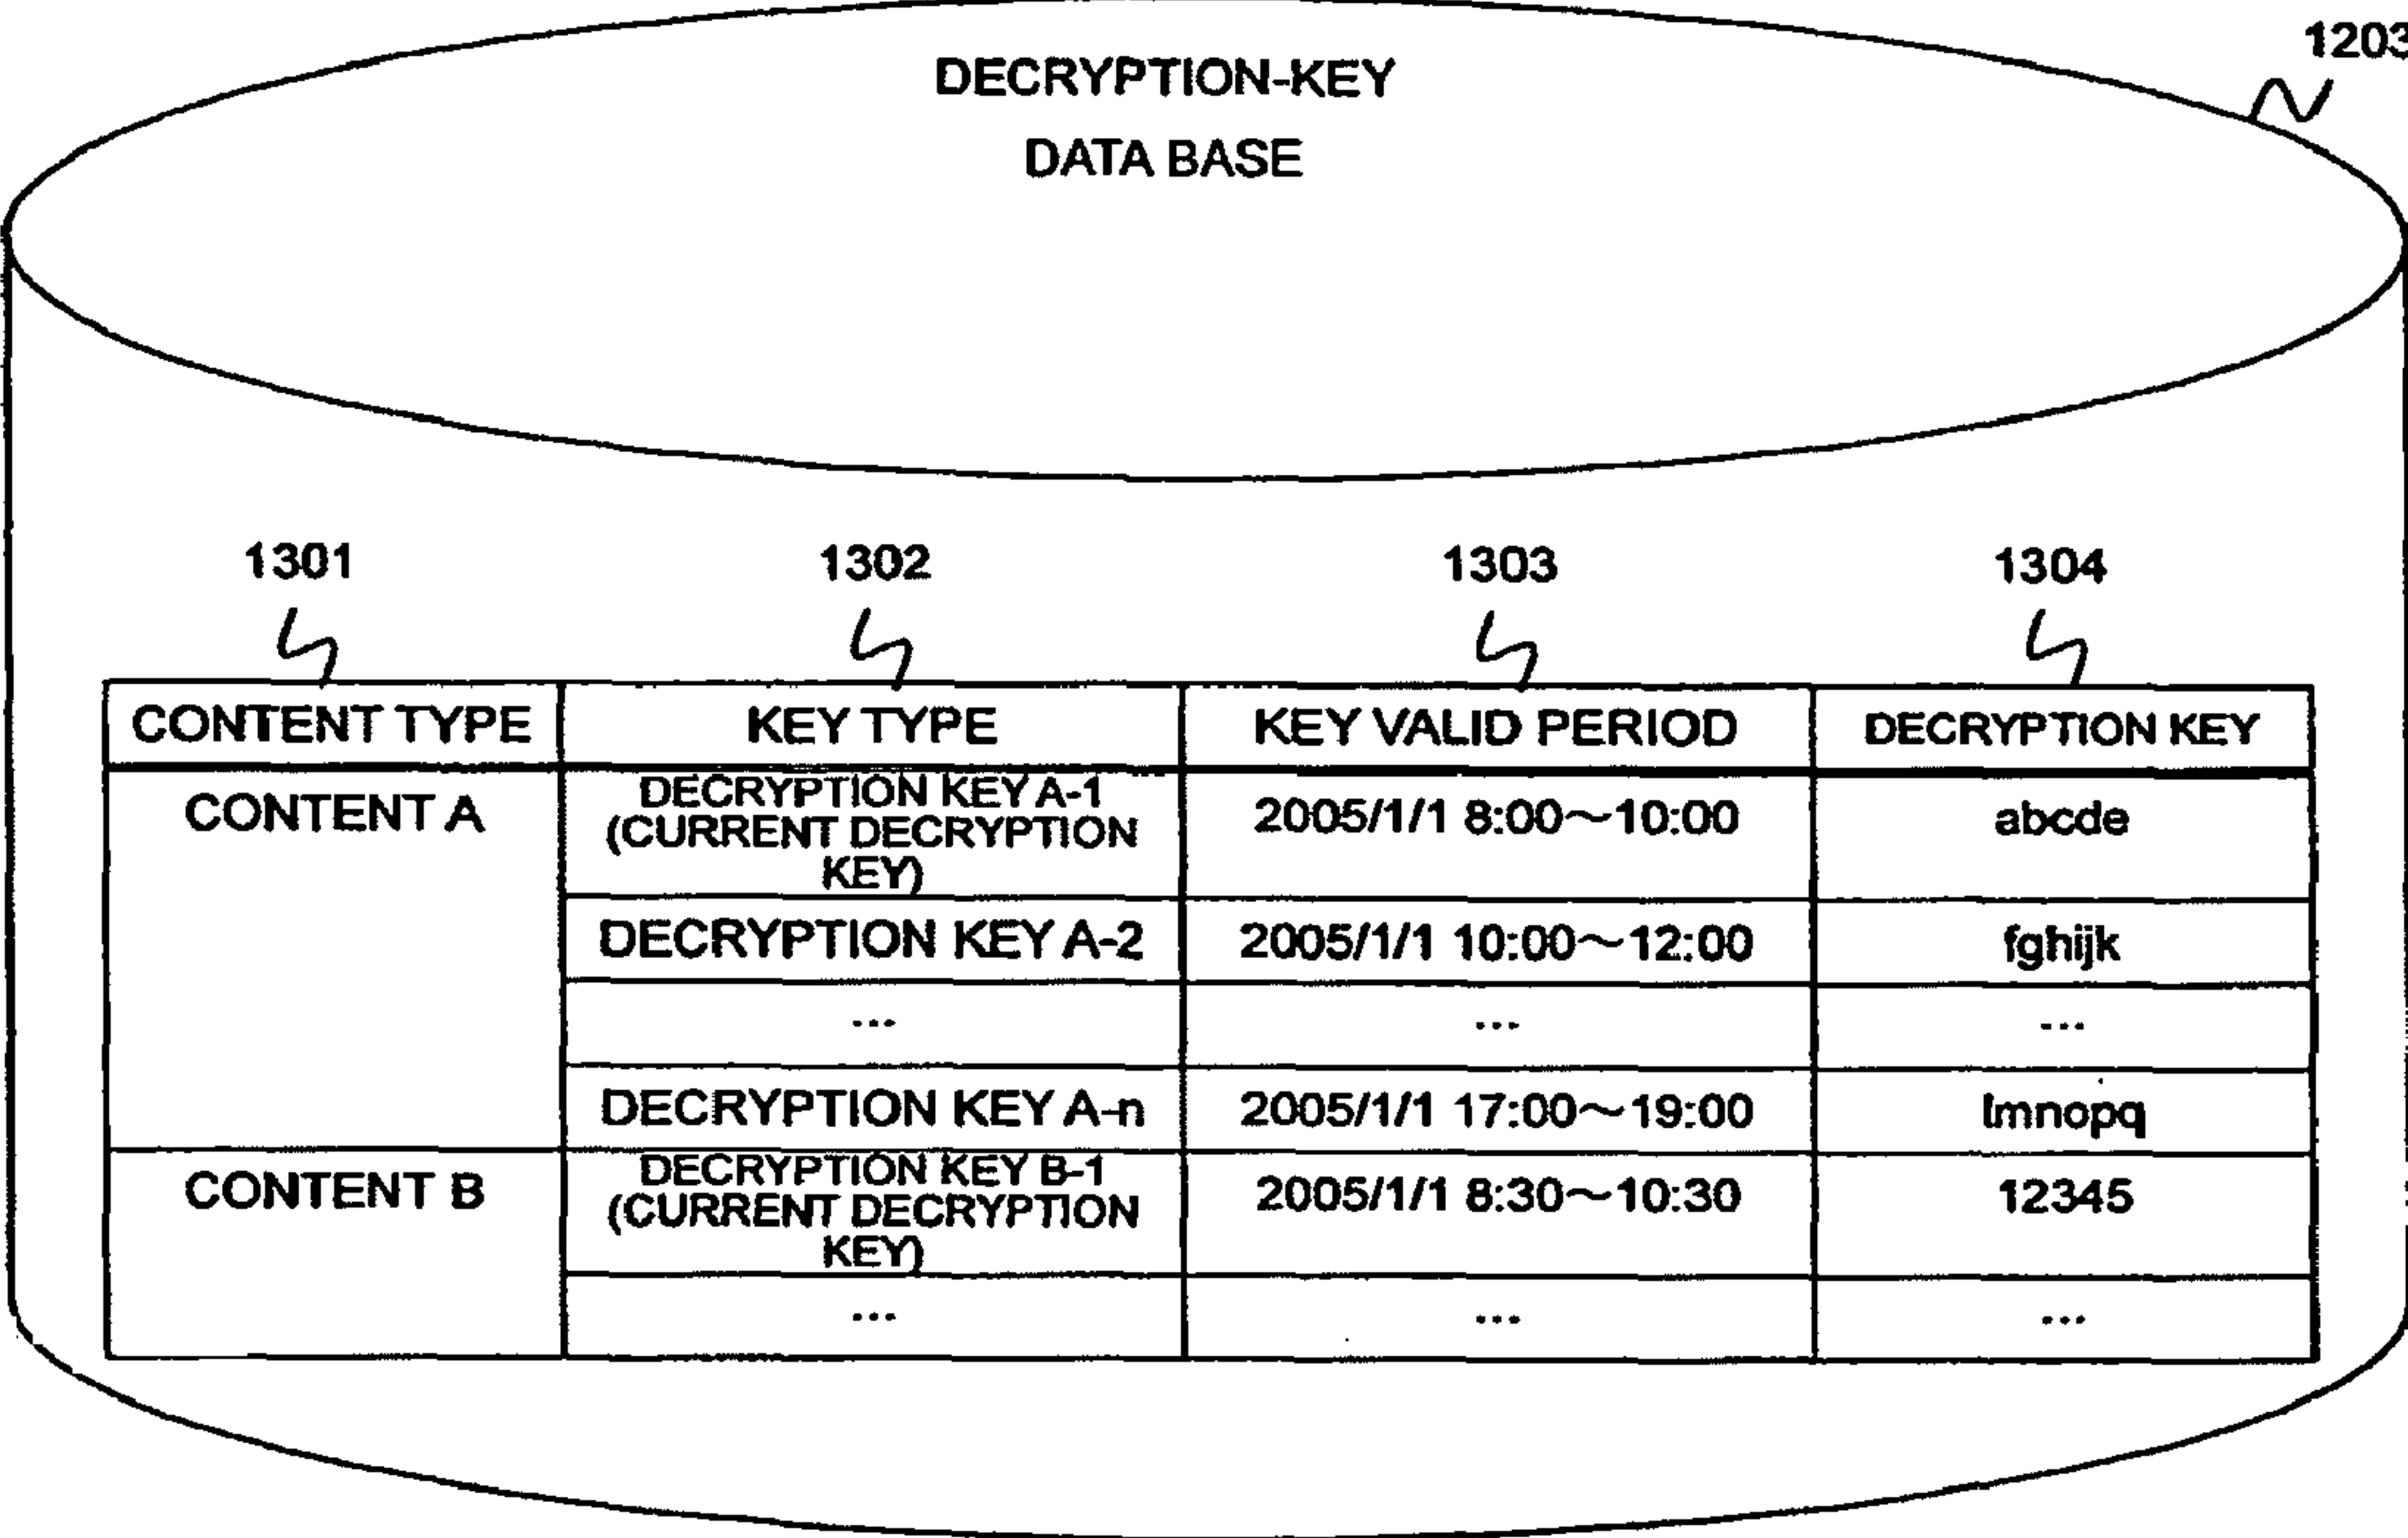 1203
DECRYPTION-KEY
DATA BASE
1301 1302 1303 1304
CONTENT TYPE KEY TYPE KEY VALID PERIOD DECRYPTION KEY
CONTENT A DECRYPTION KEY A-1
(CURRENT DECRYPTION
KEY) 2005/1/1 8:00~10:00 abcde
DECRYPTION KEY A-2 2005/1/1 10:00~12:00 fghijk
... ... ...
DECRYPTION KEY A-n 2005/1/1 17:00~19:00 lmnopq
CONTENT B DECRYPTION KEY B-1
(CURRENT DECRYPTION
KEY) 2005/1/1 8:30~10:30 12345
... ... ...